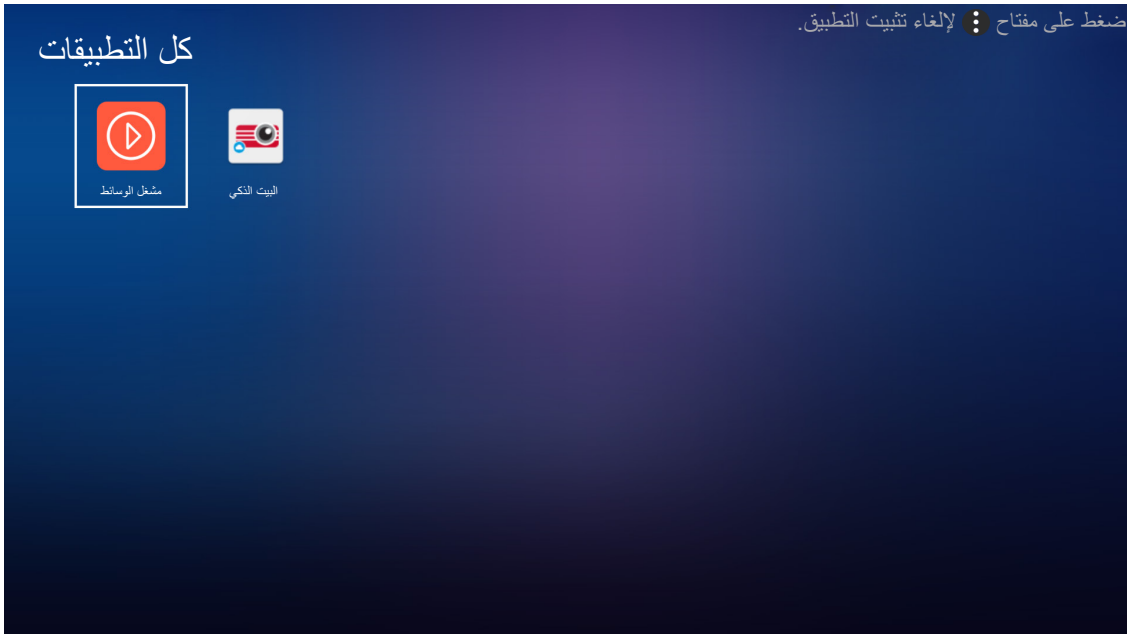 ضغط على مفتاح لإلغاء تثبيت التطبيق.
كل التطبيقات
مشغل الوسائط
البيت الذكي